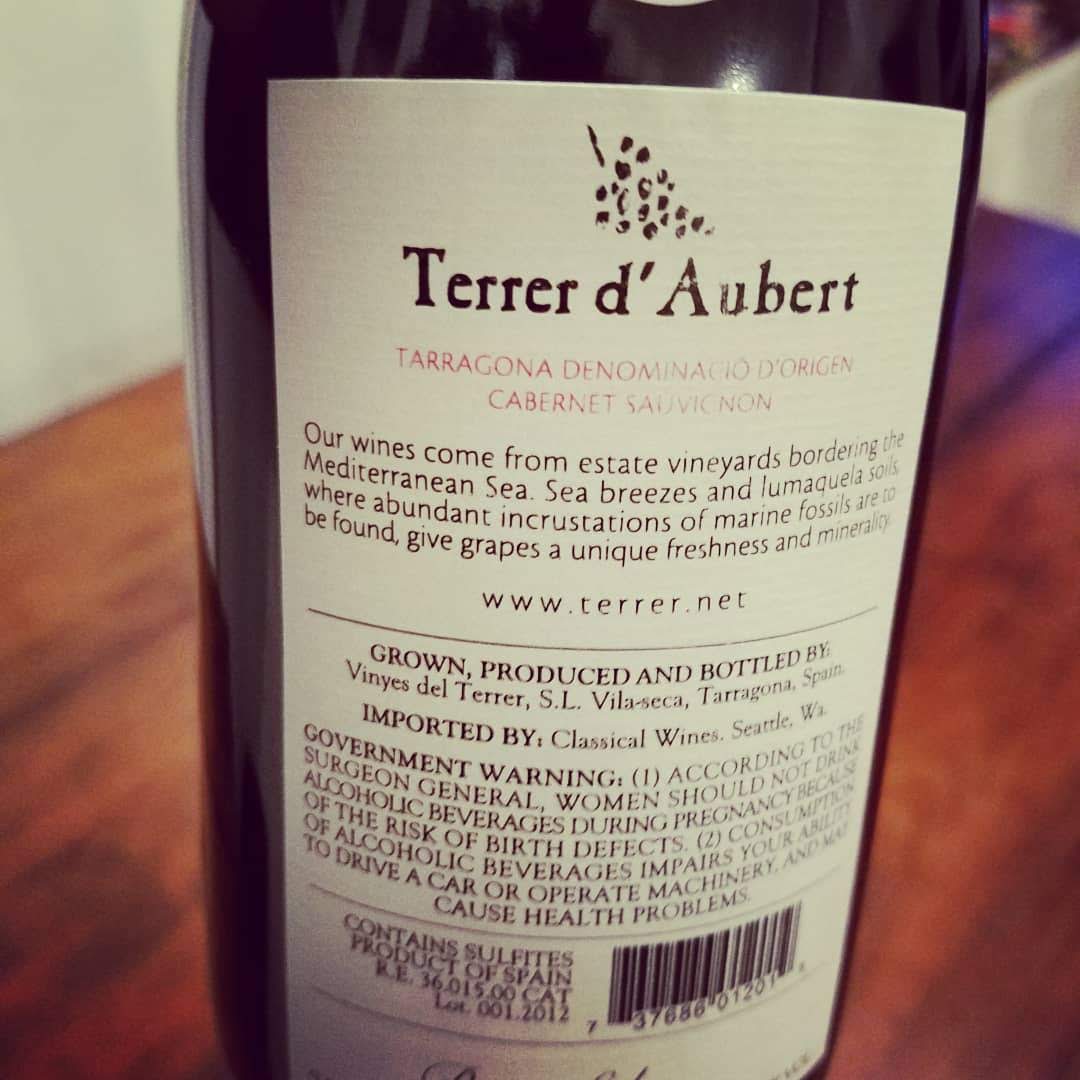 Terrer d'Aubert
TARRAGONA DENOMINACIÓ D'ORIGEN
CABERNET SAUVIGNON
Our wines come from estate vineyards bordering the
Mediterranean Sea. Sea breezes and lumaquela soils,
where abundant incrustations of marine fossils are to
be found, give grapes a unique freshness and minerality.
www.terrer.net
GROWN, PRODUCED AND BOTTLED BY:
Vinyes del Terrer, S.L. Vila-seca, Tarragona, Spain.
IMPORTED BY: Classical Wines. Seattle, Wa.
GOVERNMENT WARNING: (1) ACCORDING TO THE
SURGEON GENERAL, WOMEN SHOULD NOT DRINK
ALCOHOLIC BEVERAGES DURING PREGNANCY BECAUSE
OF THE RISK OF BIRTH DEFECTS. (2) CONSUMPTION
OF ALCOHOLIC BEVERAGES IMPAIRS YOUR ABILITY
TO DRIVE A CAR OR OPERATE MACHINERY, AND MAY
CAUSE HEALTH PROBLEMS.
CONTAINS SULFITES
PRODUCT OF SPAIN
R.E. 36.015.00 CAT
Lot. 001.2012
7 37686 01201